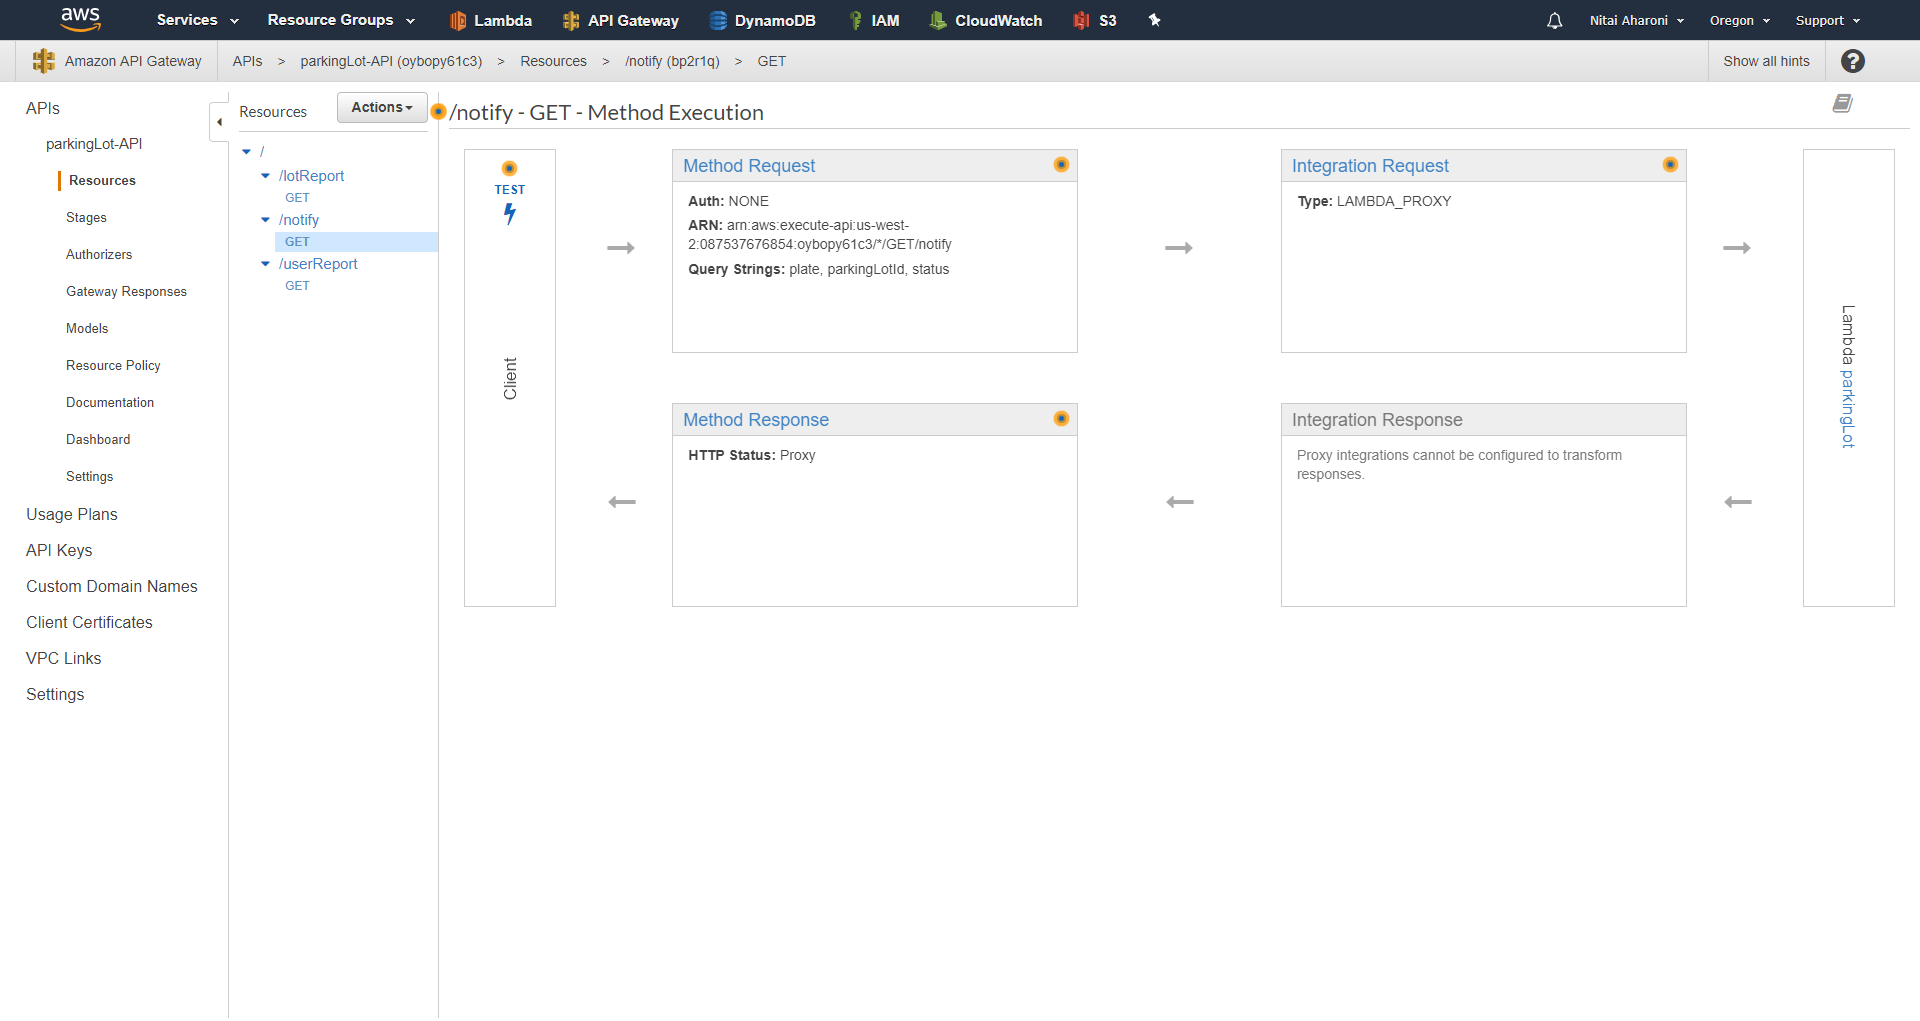 aws Services Resource Groups Lambda API Gateway DynamoDB IAM CloudWatch S3 Nitai Aharoni Oregon Support
Amazon API Gateway APIs > parkingLot-API (oybopy61c3) > Resources > /notify (bp2r1q) > GET Show all hints ?
APIs
parkingLot-API
Resources
Stages
Authorizers
Gateway Responses
Models
Resource Policy
Documentation
Dashboard
Settings
Usage Plans
API Keys
Custom Domain Names
Client Certificates
VPC Links
Settings
Resources Actions
/
/lotReport
GET
/notify
GET
/userReport
GET
/notify - GET - Method Execution
TEST
Client
Method Request
Auth: NONE
ARN: arn:aws:execute-api:us-west-
2:087537676854:oybopy61c3/*/GET/notify
Query Strings: plate, parkingLotId, status
Integration Request
Type: LAMBDA_PROXY
Lambda parkingLot
Method Response
HTTP Status: Proxy
Integration Response
Proxy integrations cannot be configured to transform
responses.